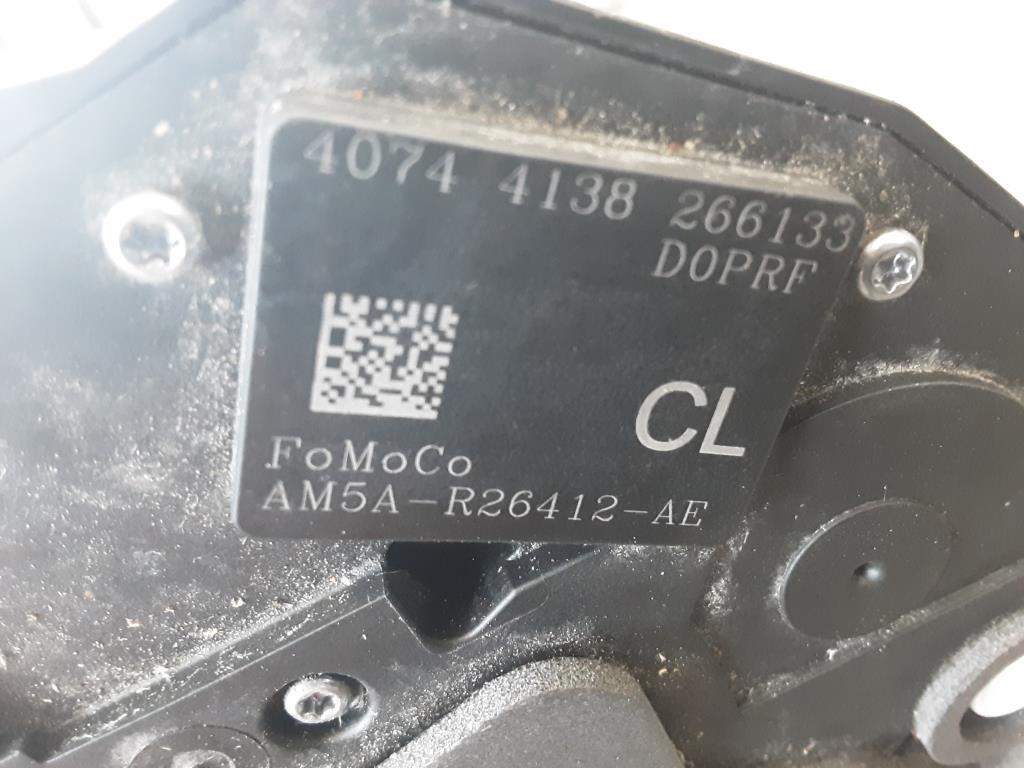 4074 4138 266133
D0PRF
CL
FoMoCo
AM5A-R26412-AE